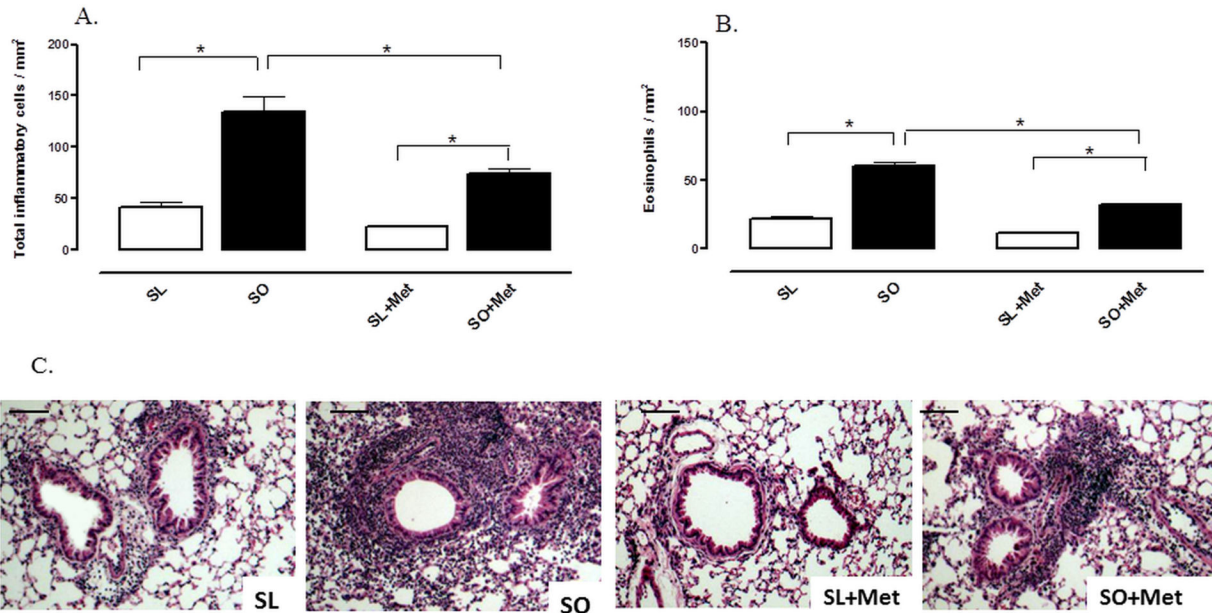 A.
Total inflammatory cells / mm²
200
150
100
50
0
*
*
*
SL
SO
SL+Met
SO+Met
B.
Eosinophils / mm²
150
100
50
0
*
*
*
SL
SO
SL+Met
SO+Met
C.
SL
SO
SL+Met
SO+Met